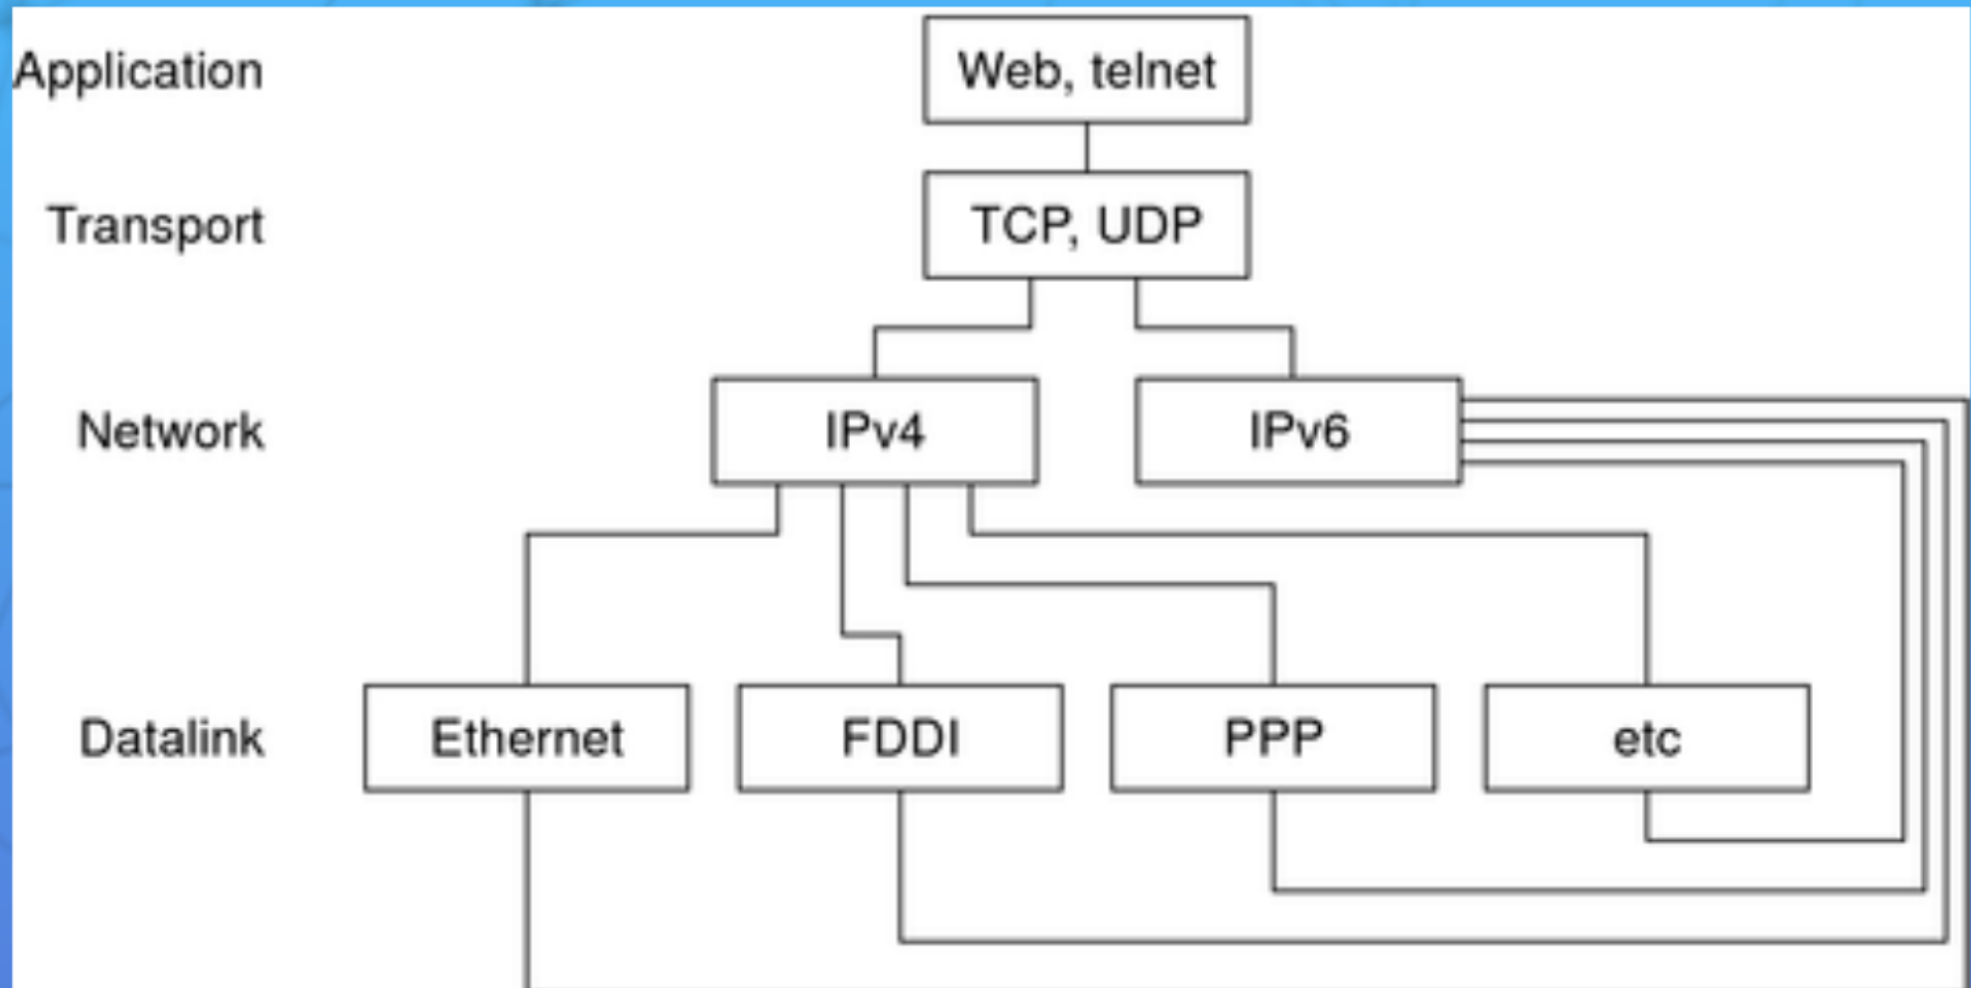 Application
Web, telnet
Transport
TCP, UDP
Network
IPv4
IPv6
Datalink
Ethernet
FDDI
PPP
etc